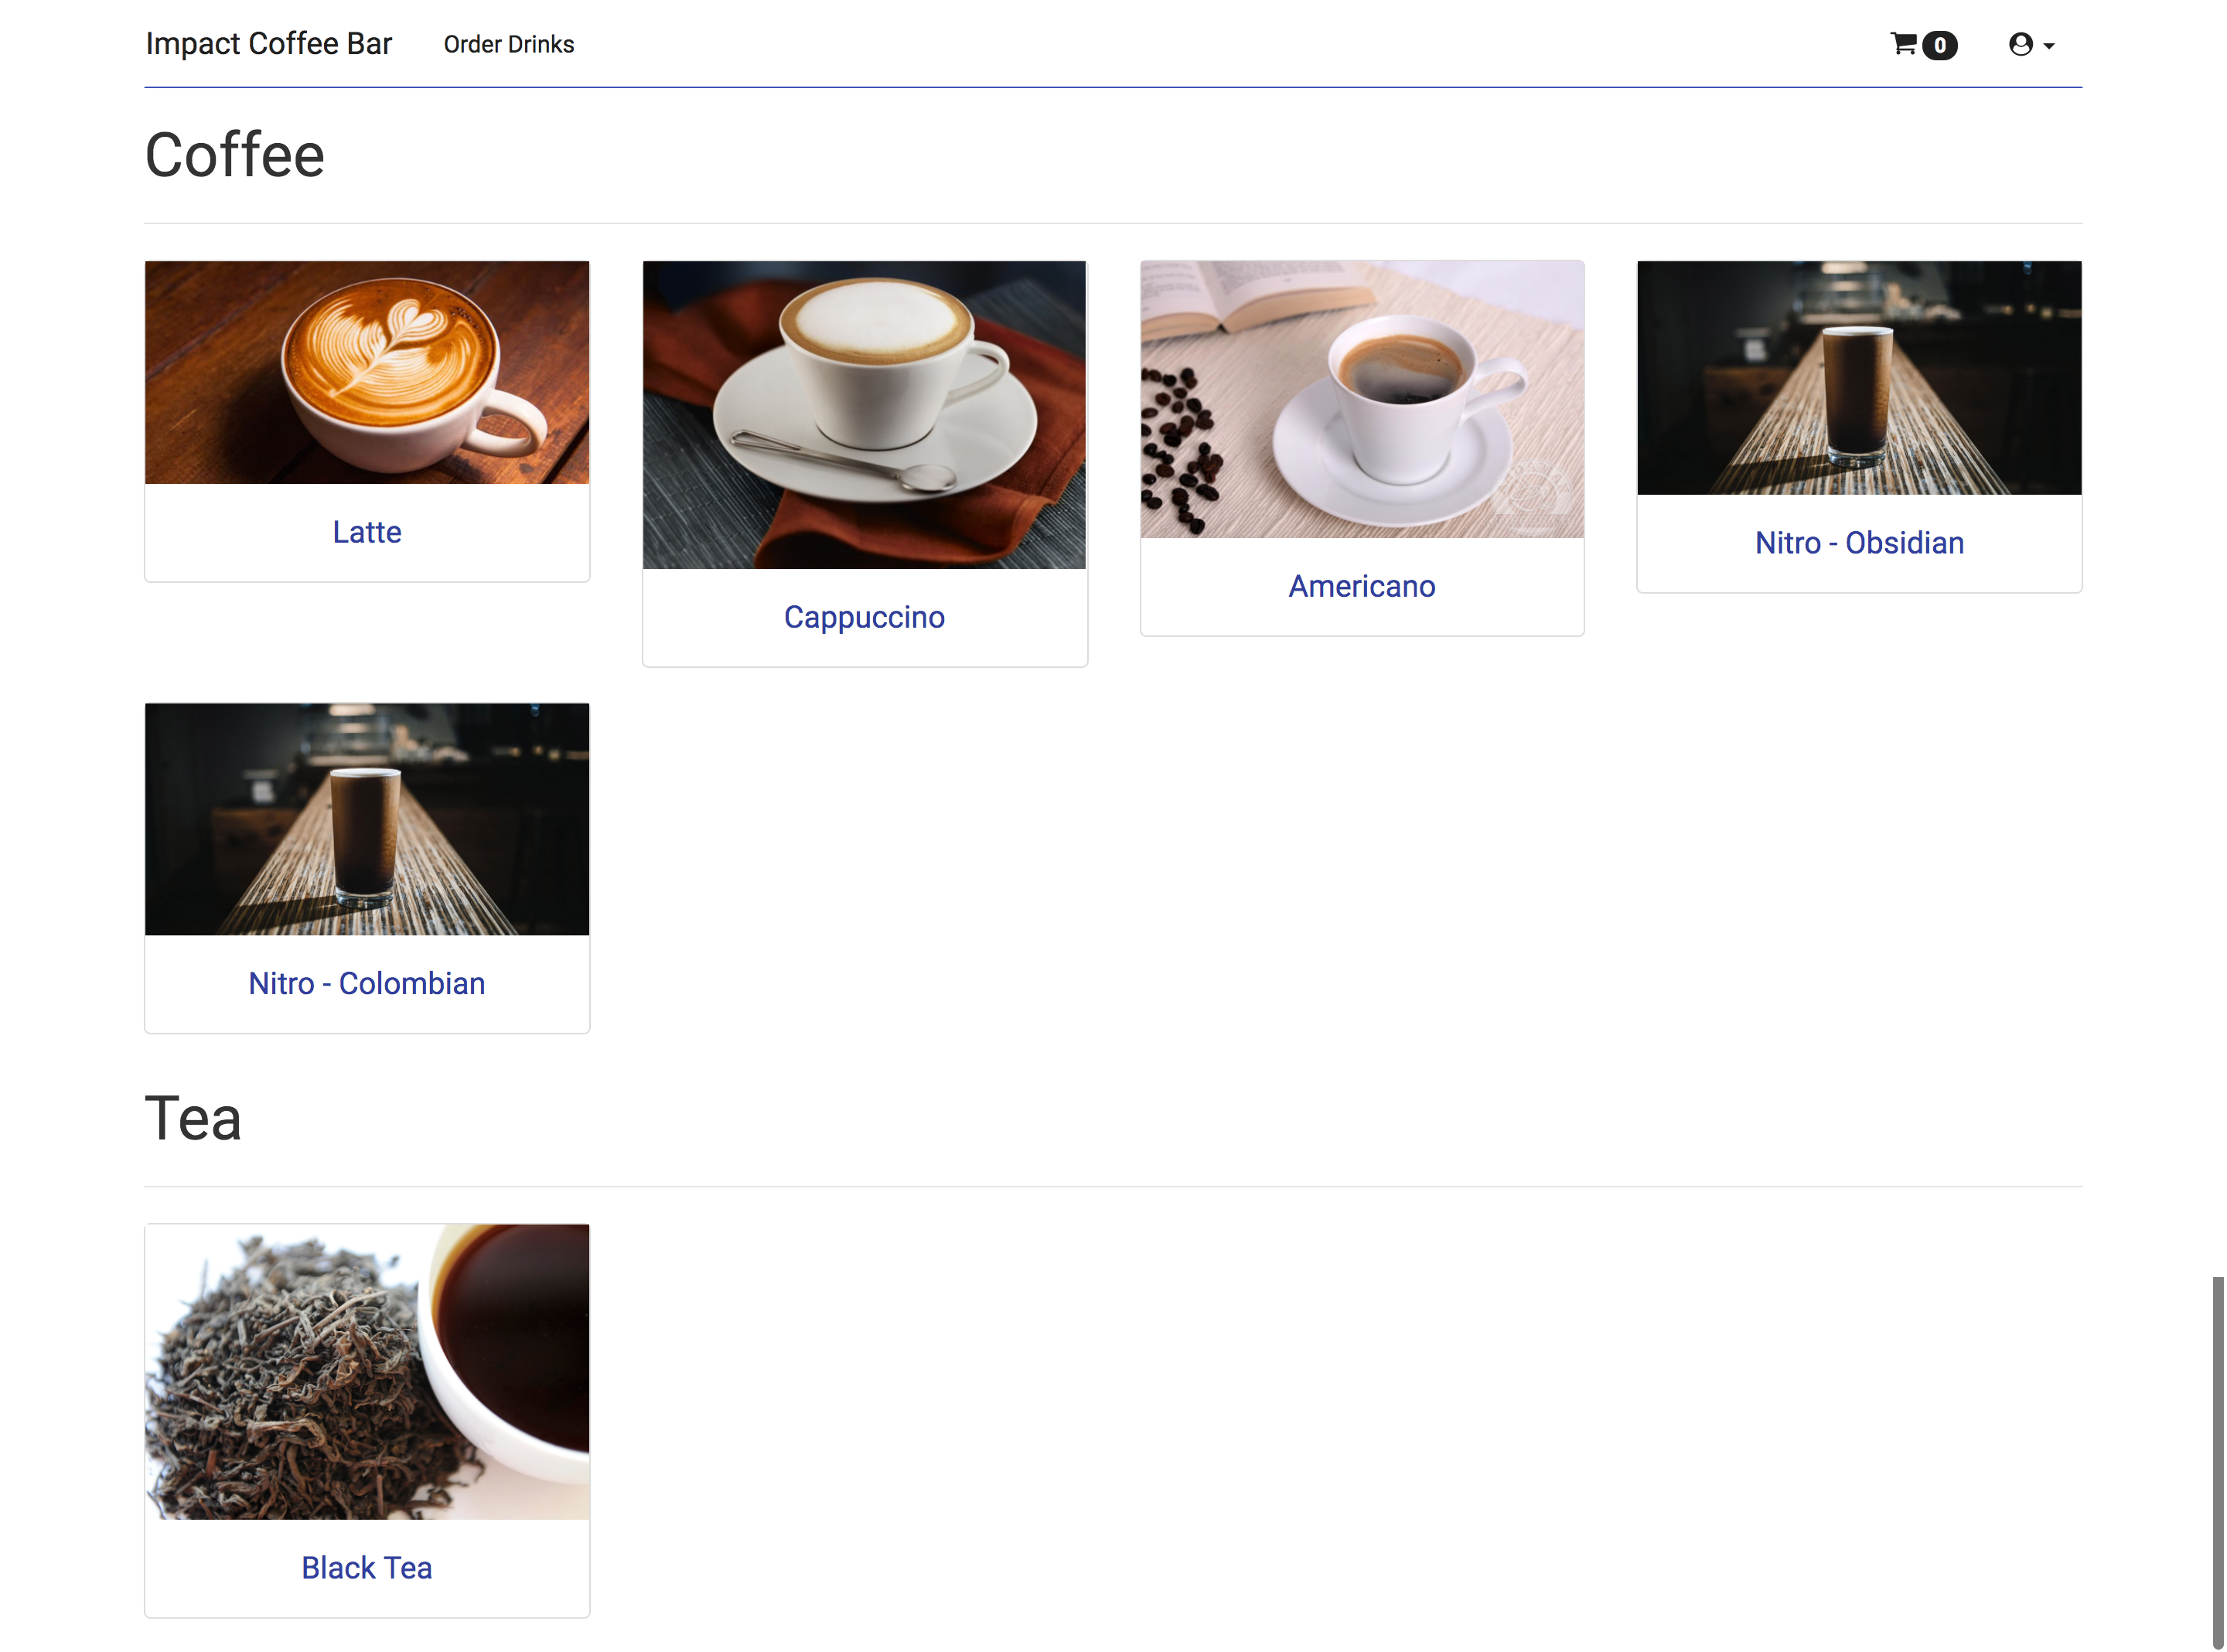 Impact Coffee Bar Order Drinks 0
Coffee
Latte
Cappuccino
Americano
Nitro - Obsidian
Nitro - Colombian
Tea
Black Tea